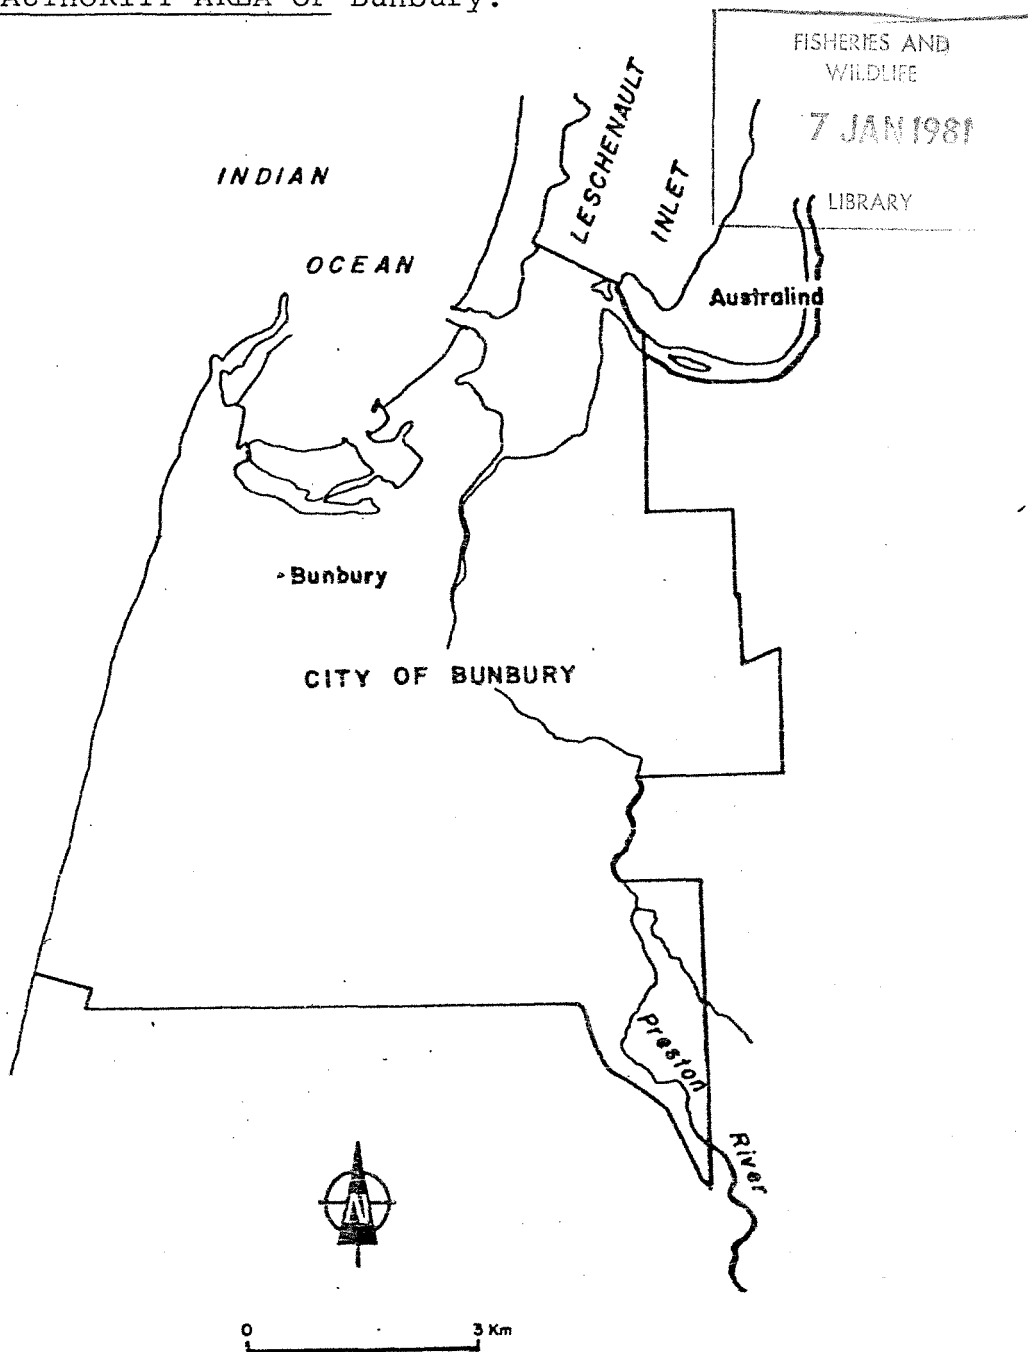 AUTHORITY AREA OF Bunbury.
FISHERIES AND
WILDLIFE
7 JAN 1981
LIBRARY
LESCHENAULT
INLET
INDIAN
OCEAN
Australind
Bunbury
CITY OF BUNBURY
Preston
River
N
0 3 Km